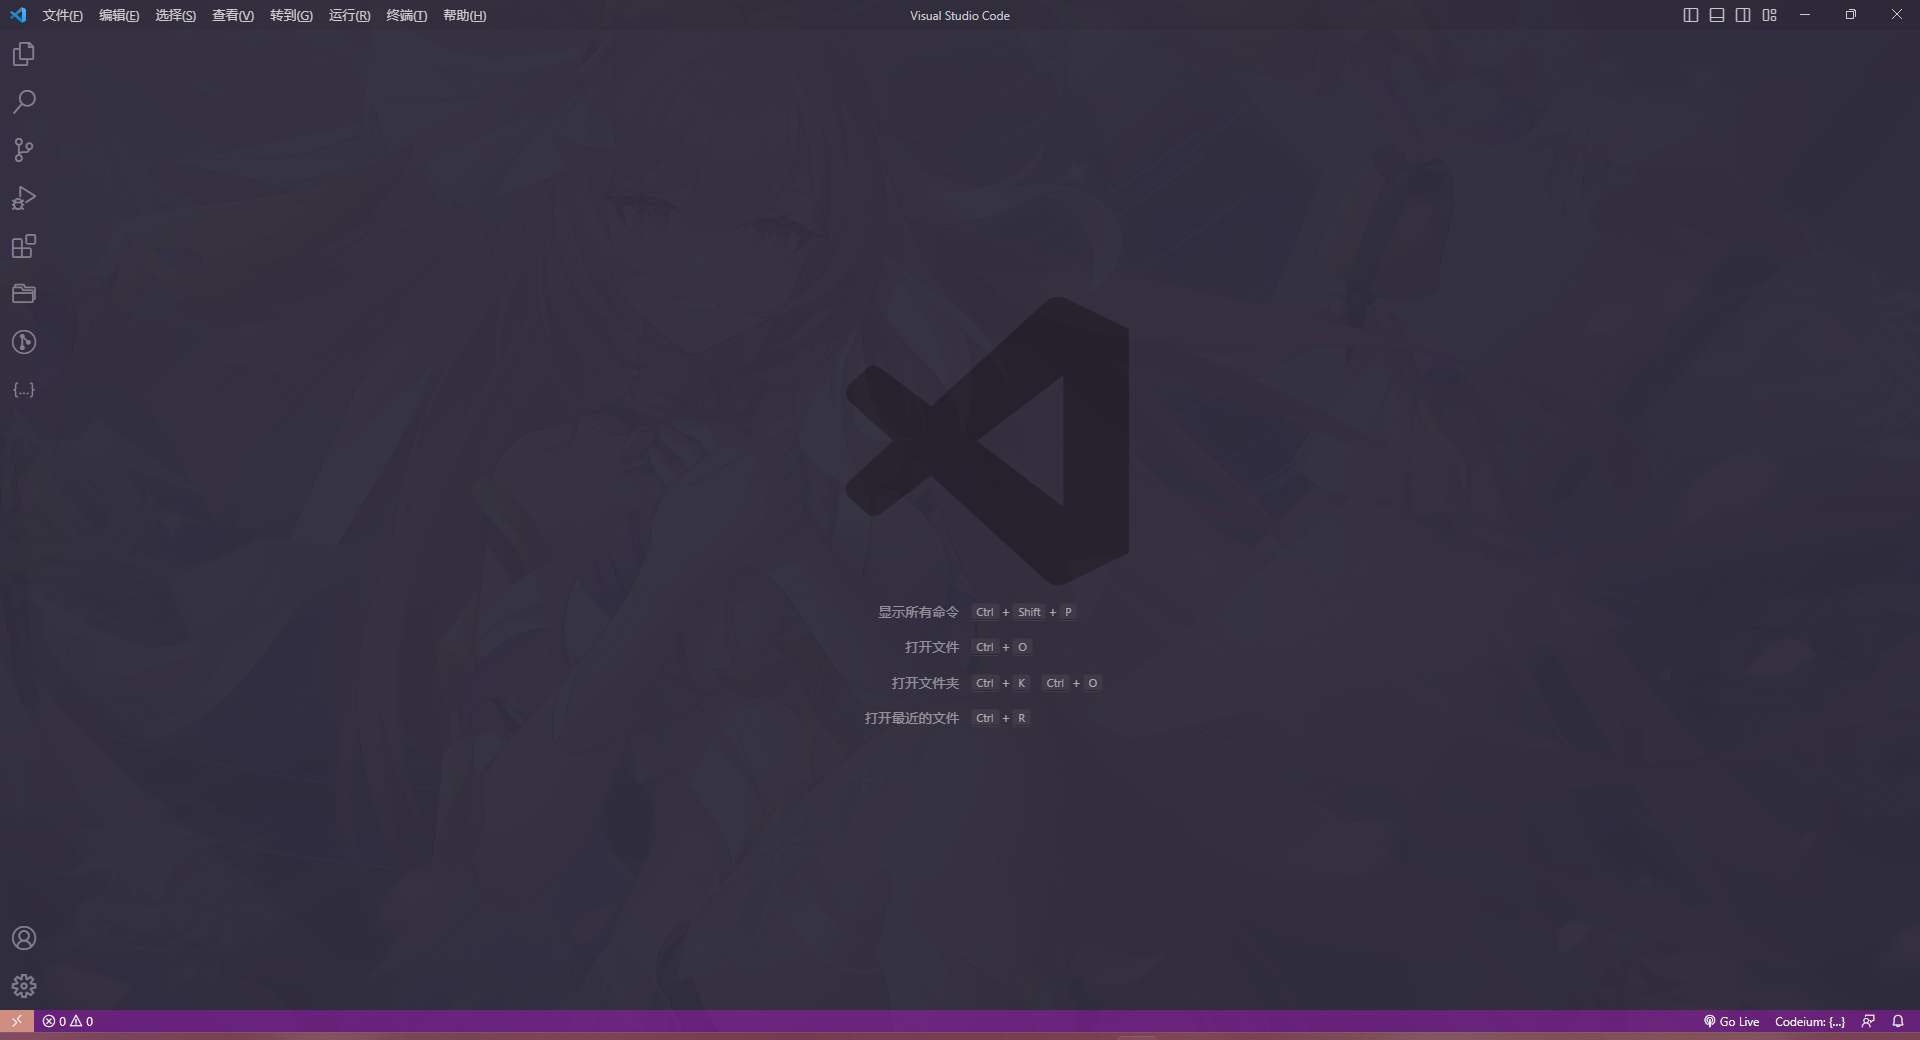 文件(F) 编辑(E) 选择(S) 查看(V) 转到(G) 运行(R) 终端(T) 帮助(H) Visual Studio Code
{...}
显示所有命令 Ctrl + Shift + P
打开文件 Ctrl + O
打开文件夹 Ctrl + K Ctrl + O
打开最近的文件 Ctrl + R
0 0 Go Live Codeium: {...}